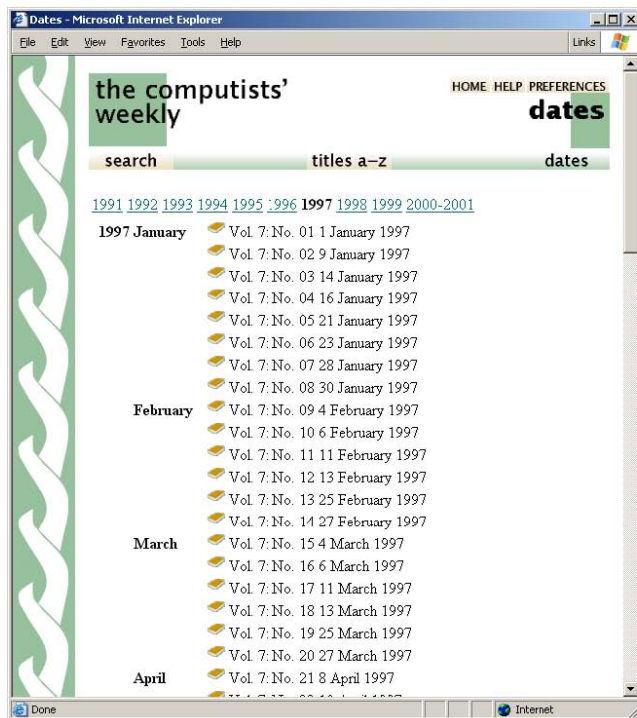 Dates - Microsoft Internet Explorer
File Edit View Favorites Tools Help Links
the computists'
weekly
HOME HELP PREFERENCES
dates
search titles a–z dates
1991 1992 1993 1994 1995 1996 1997 1998 1999 2000-2001
1997 January Vol. 7: No. 01 1 January 1997
Vol. 7: No. 02 9 January 1997
Vol. 7: No. 03 14 January 1997
Vol. 7: No. 04 16 January 1997
Vol. 7: No. 05 21 January 1997
Vol. 7: No. 06 23 January 1997
Vol. 7: No. 07 28 January 1997
Vol. 7: No. 08 30 January 1997
February Vol. 7: No. 09 4 February 1997
Vol. 7: No. 10 6 February 1997
Vol. 7: No. 11 11 February 1997
Vol. 7: No. 12 13 February 1997
Vol. 7: No. 13 25 February 1997
Vol. 7: No. 14 27 February 1997
March Vol. 7: No. 15 4 March 1997
Vol. 7: No. 16 6 March 1997
Vol. 7: No. 17 11 March 1997
Vol. 7: No. 18 13 March 1997
Vol. 7: No. 19 25 March 1997
Vol. 7: No. 20 27 March 1997
April Vol. 7: No. 21 8 April 1997
Done Internet